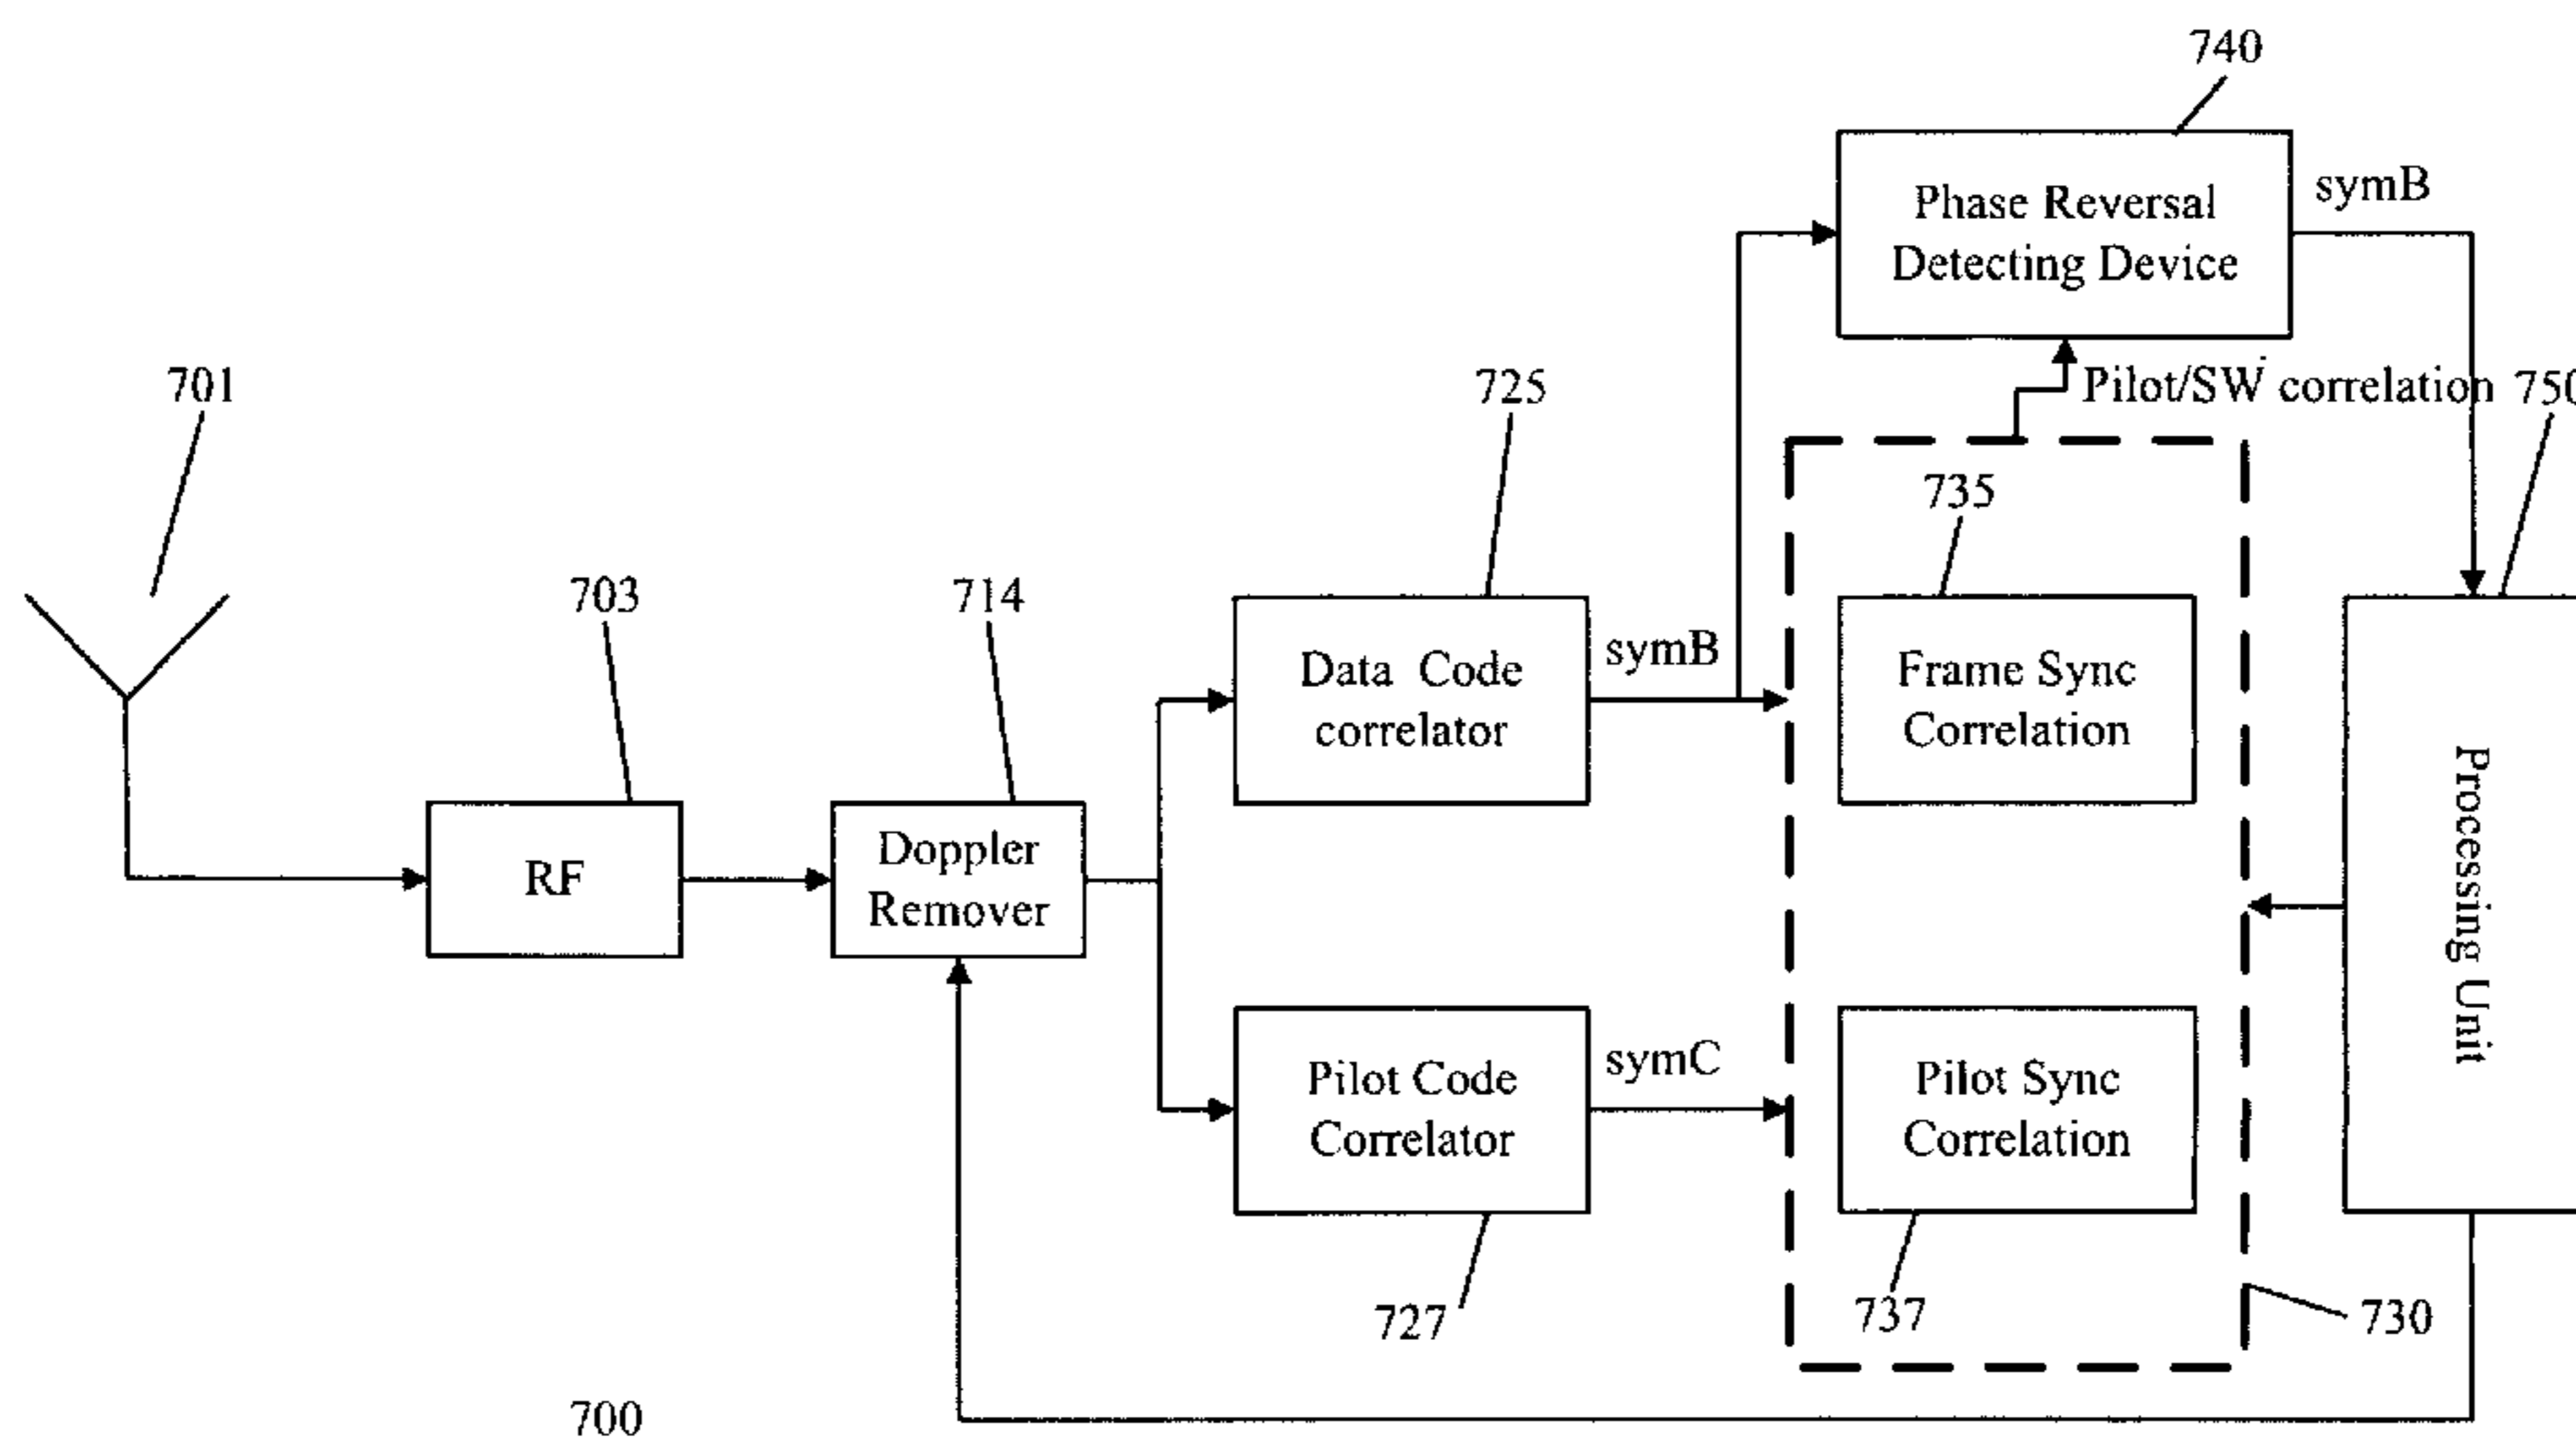 740
Phase Reversal
Detecting Device
symB
701
725
Pilot/SW correlation
750
735
703
714
Data Code
correlator
symB
Frame Sync
Correlation
RF
Doppler
Remover
Processing Unit
Pilot Code
Correlator
symC
Pilot Sync
Correlation
727
737
730
700